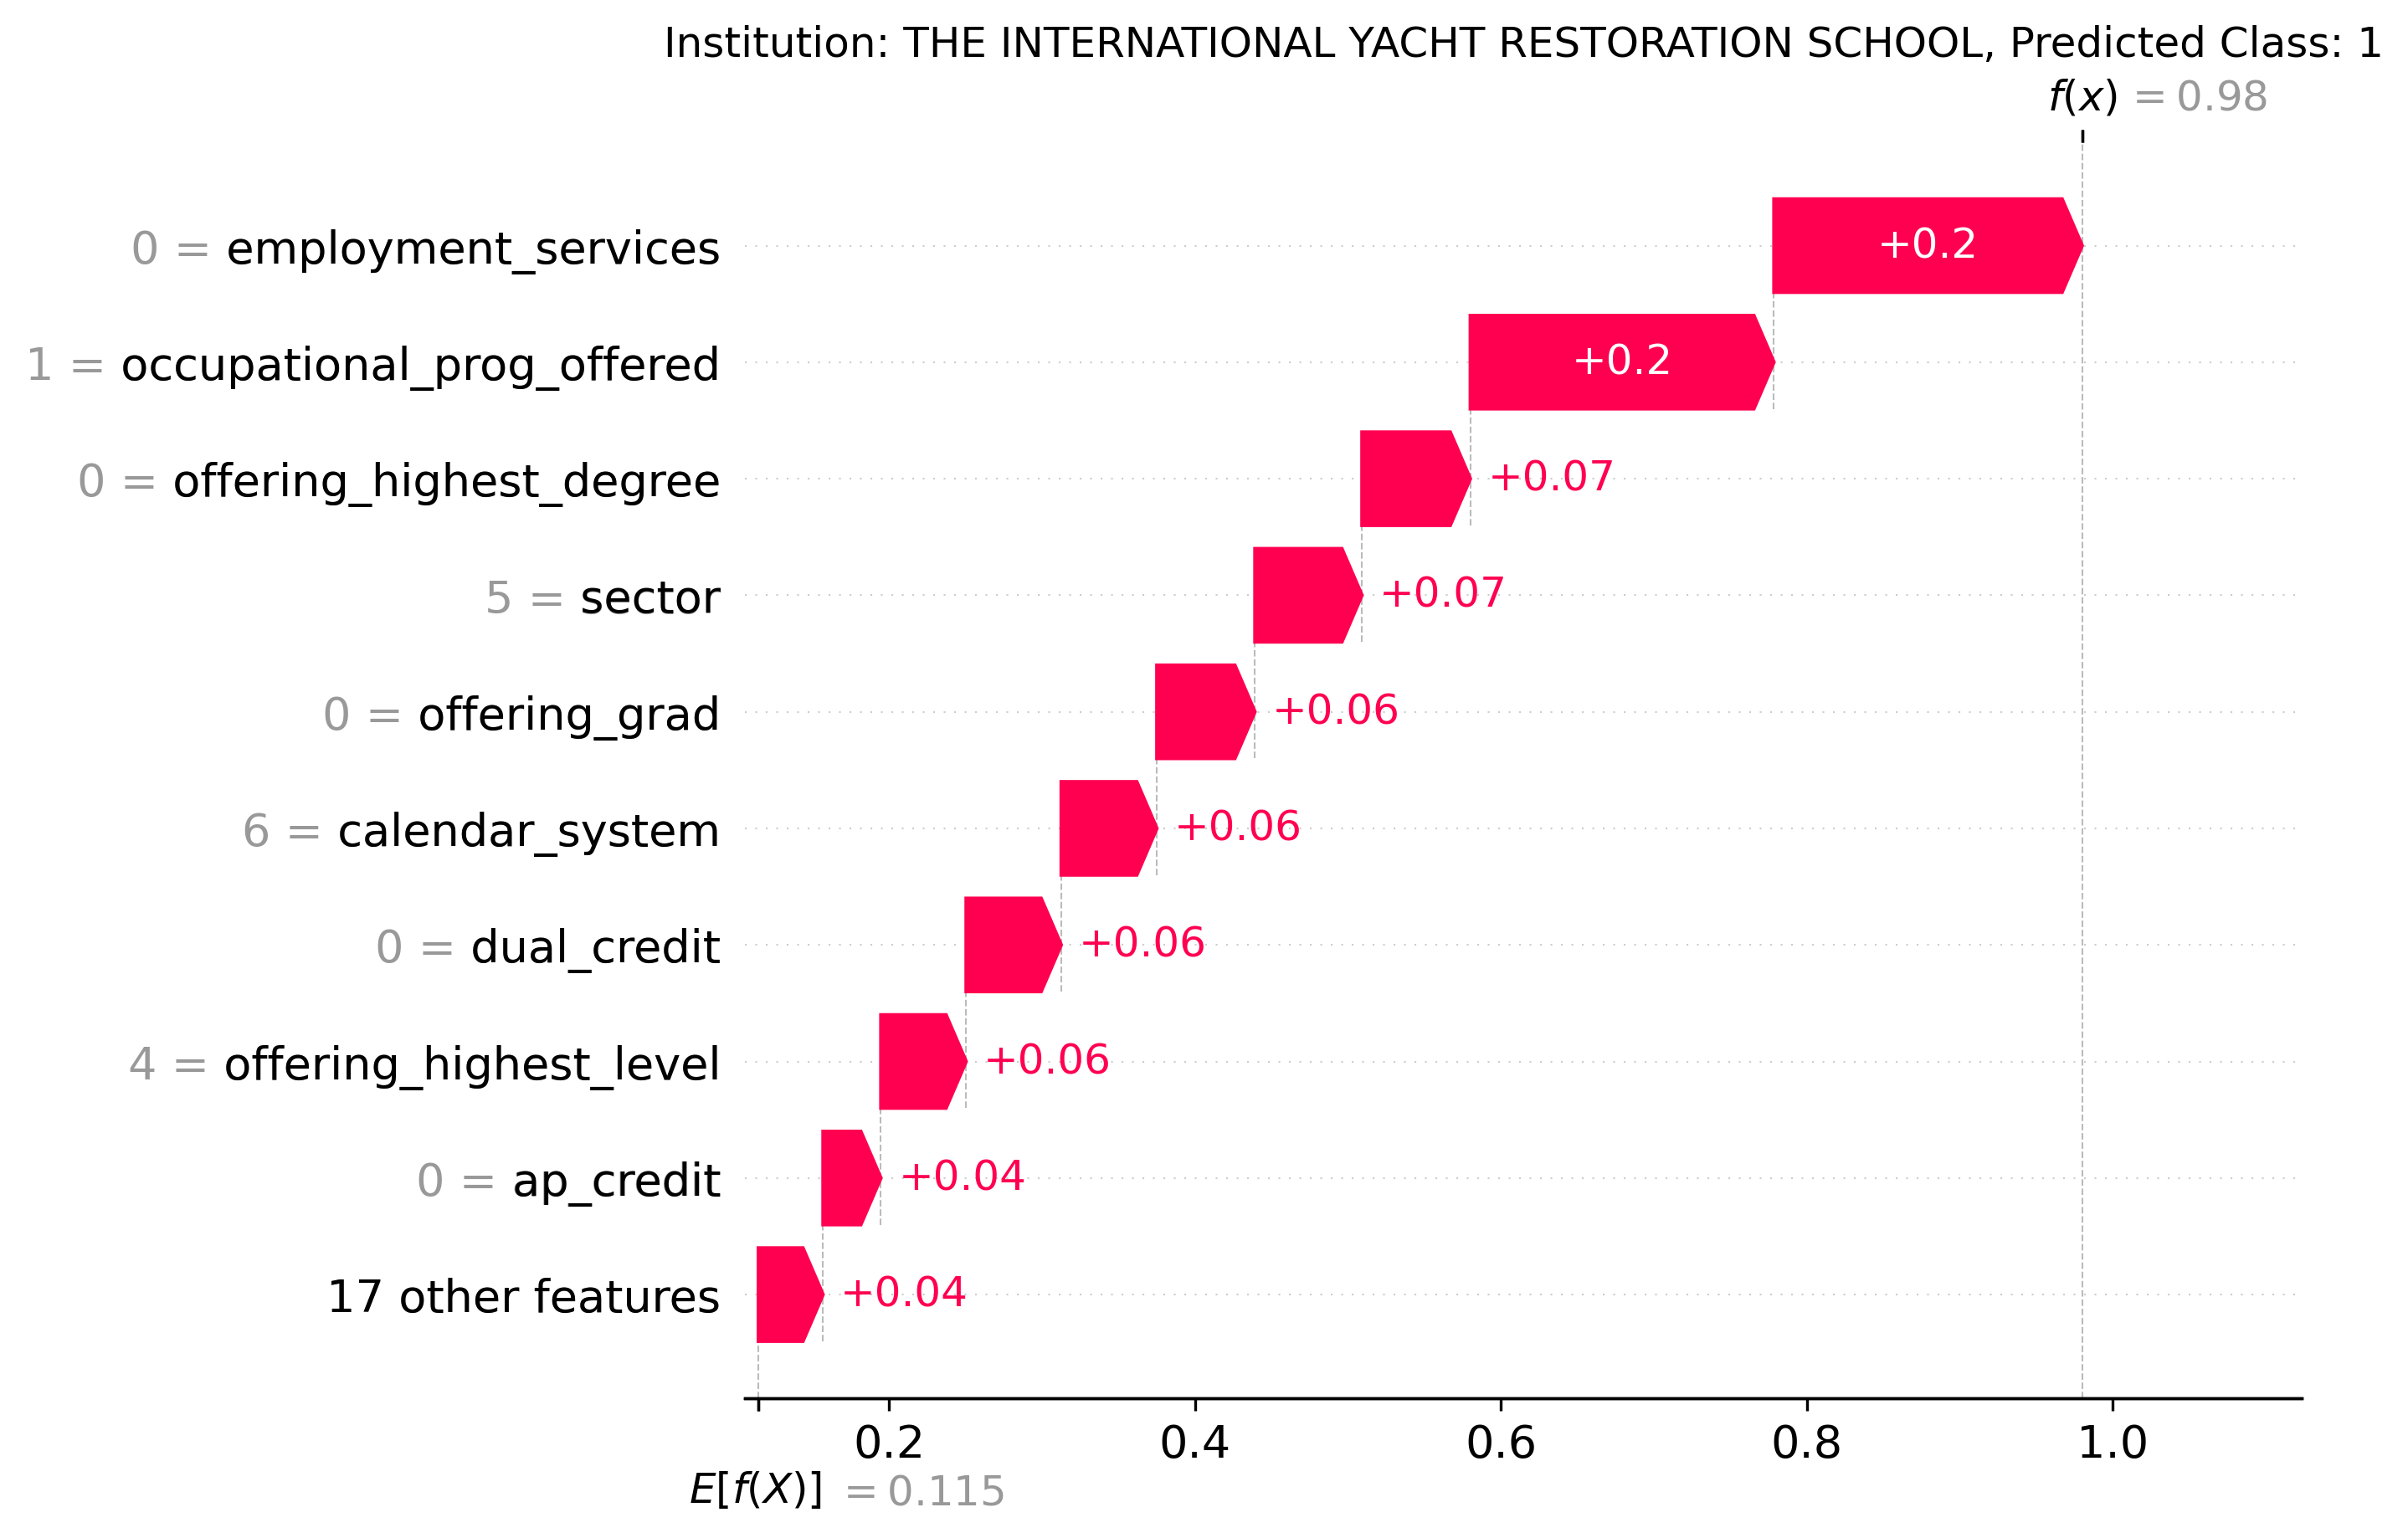 Institution: THE INTERNATIONAL YACHT RESTORATION SCHOOL, Predicted Class: 1
f(x) = 0.98
0 = employment_services +0.2
1 = occupational_prog_offered +0.2
0 = offering_highest_degree +0.07
5 = sector +0.07
0 = offering_grad +0.06
6 = calendar_system +0.06
0 = dual_credit +0.06
4 = offering_highest_level +0.06
0 = ap_credit +0.04
17 other features +0.04
0.2 0.4 0.6 0.8 1.0
E[f(X)] = 0.115